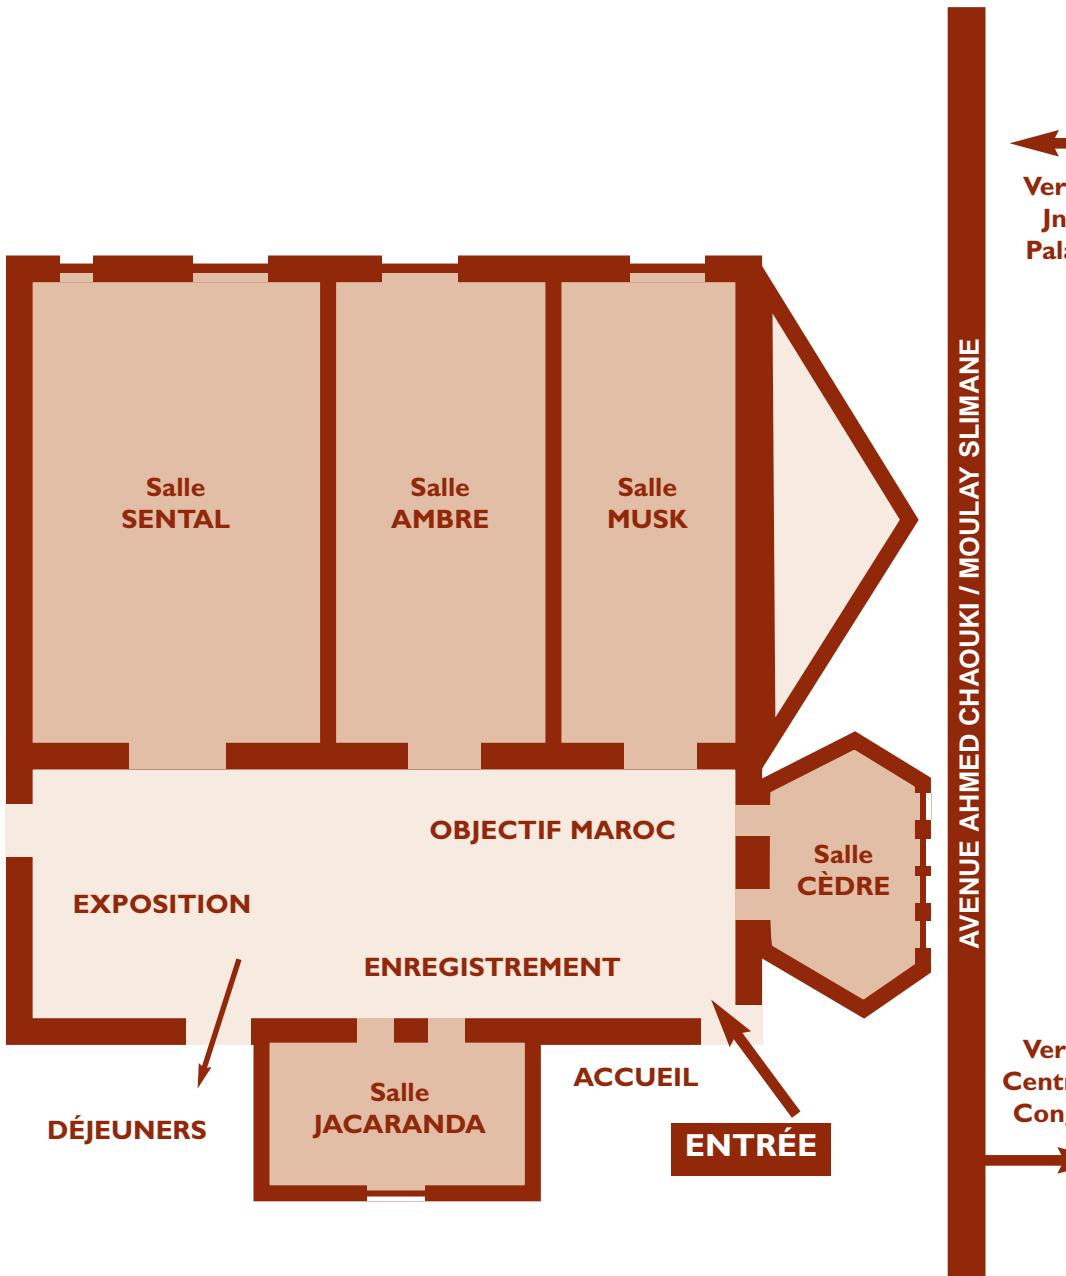 Jn
Salle
SENTAL
Salle
AMBRE
Salle
MUSK
AVENUE AHMED CHAOUKI / MOULAY SLIMANE
OBJECTIF MAROC
Salle
CÈDRE
EXPOSITION
ENREGISTREMENT
ACCUEIL
Salle
JACARANDA
DÉJEUNERS
ENTRÉE